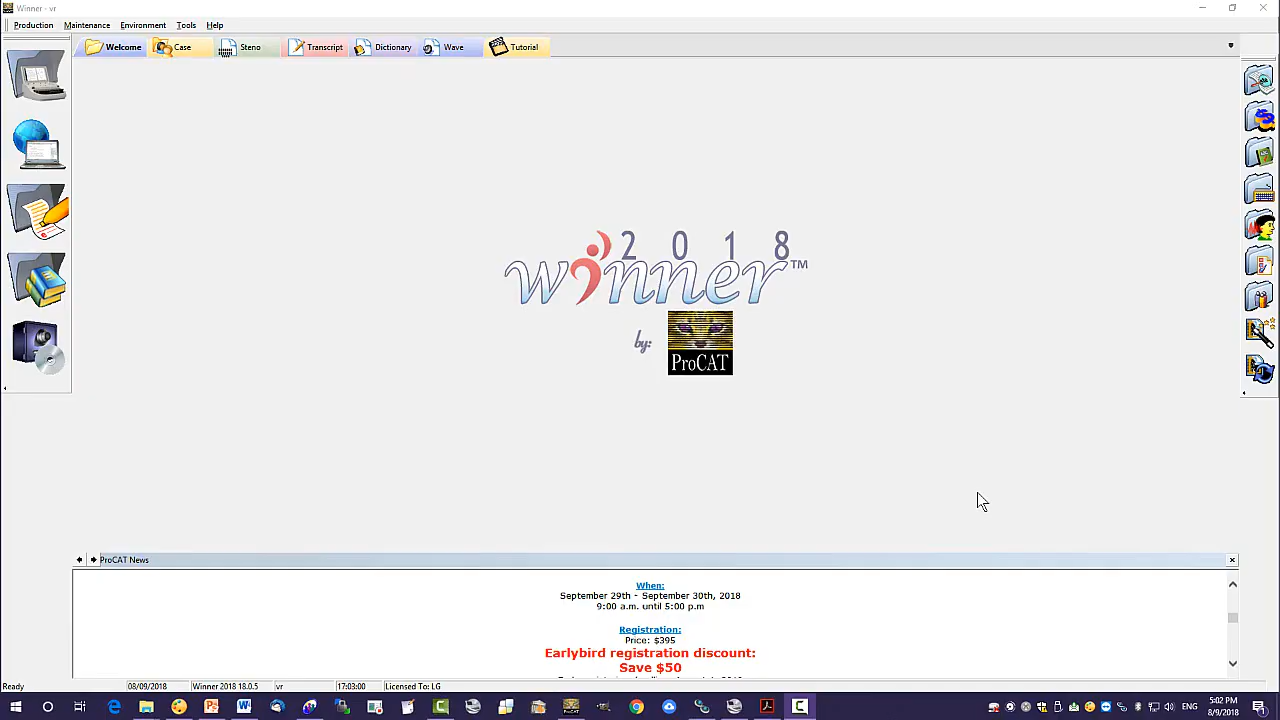 Winner - vr
Production Maintenance Environment Tools Help
Welcome Case Steno Transcript Dictionary Wave Tutorial
2018
winner™
by:
ProCAT
ProCAT News
When:
September 29th - September 30th, 2018
9:00 a.m. until 5:00 p.m
Registration:
Price: $395
Earlybird registration discount:
Save $50
Ready 08/09/2018 Winner 2018 18.0.5 vr 17:03:00 Licensed To: LG
5:02 PM
8/9/2018